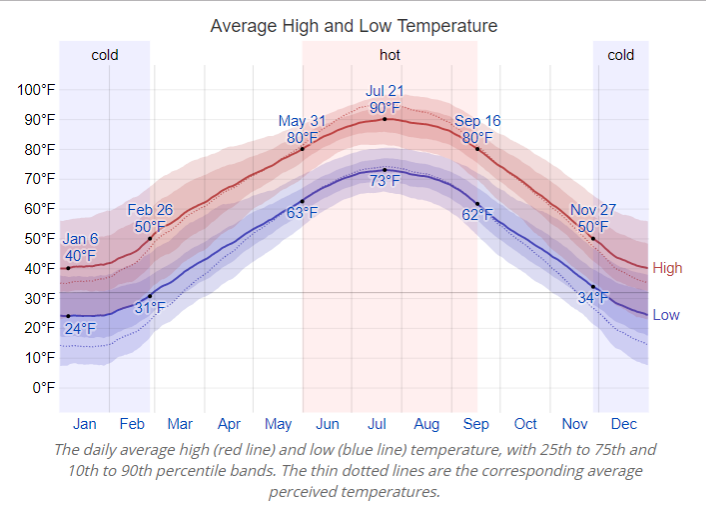 Average High and Low Temperature
cold hot cold
100°F
90°F
80°F
70°F
60°F
50°F
40°F
30°F
20°F
10°F
0°F
Jan 6
40°F
24°F
Feb 26
50°F
31°F
May 31
80°F
63°F
Jul 21
90°F
73°F
Sep 16
80°F
62°F
Nov 27
50°F
34°F
High
Low
Jan Feb Mar Apr May Jun Jul Aug Sep Oct Nov Dec
The daily average high (red line) and low (blue line) temperature, with 25th to 75th and
10th to 90th percentile bands. The thin dotted lines are the corresponding average
perceived temperatures.